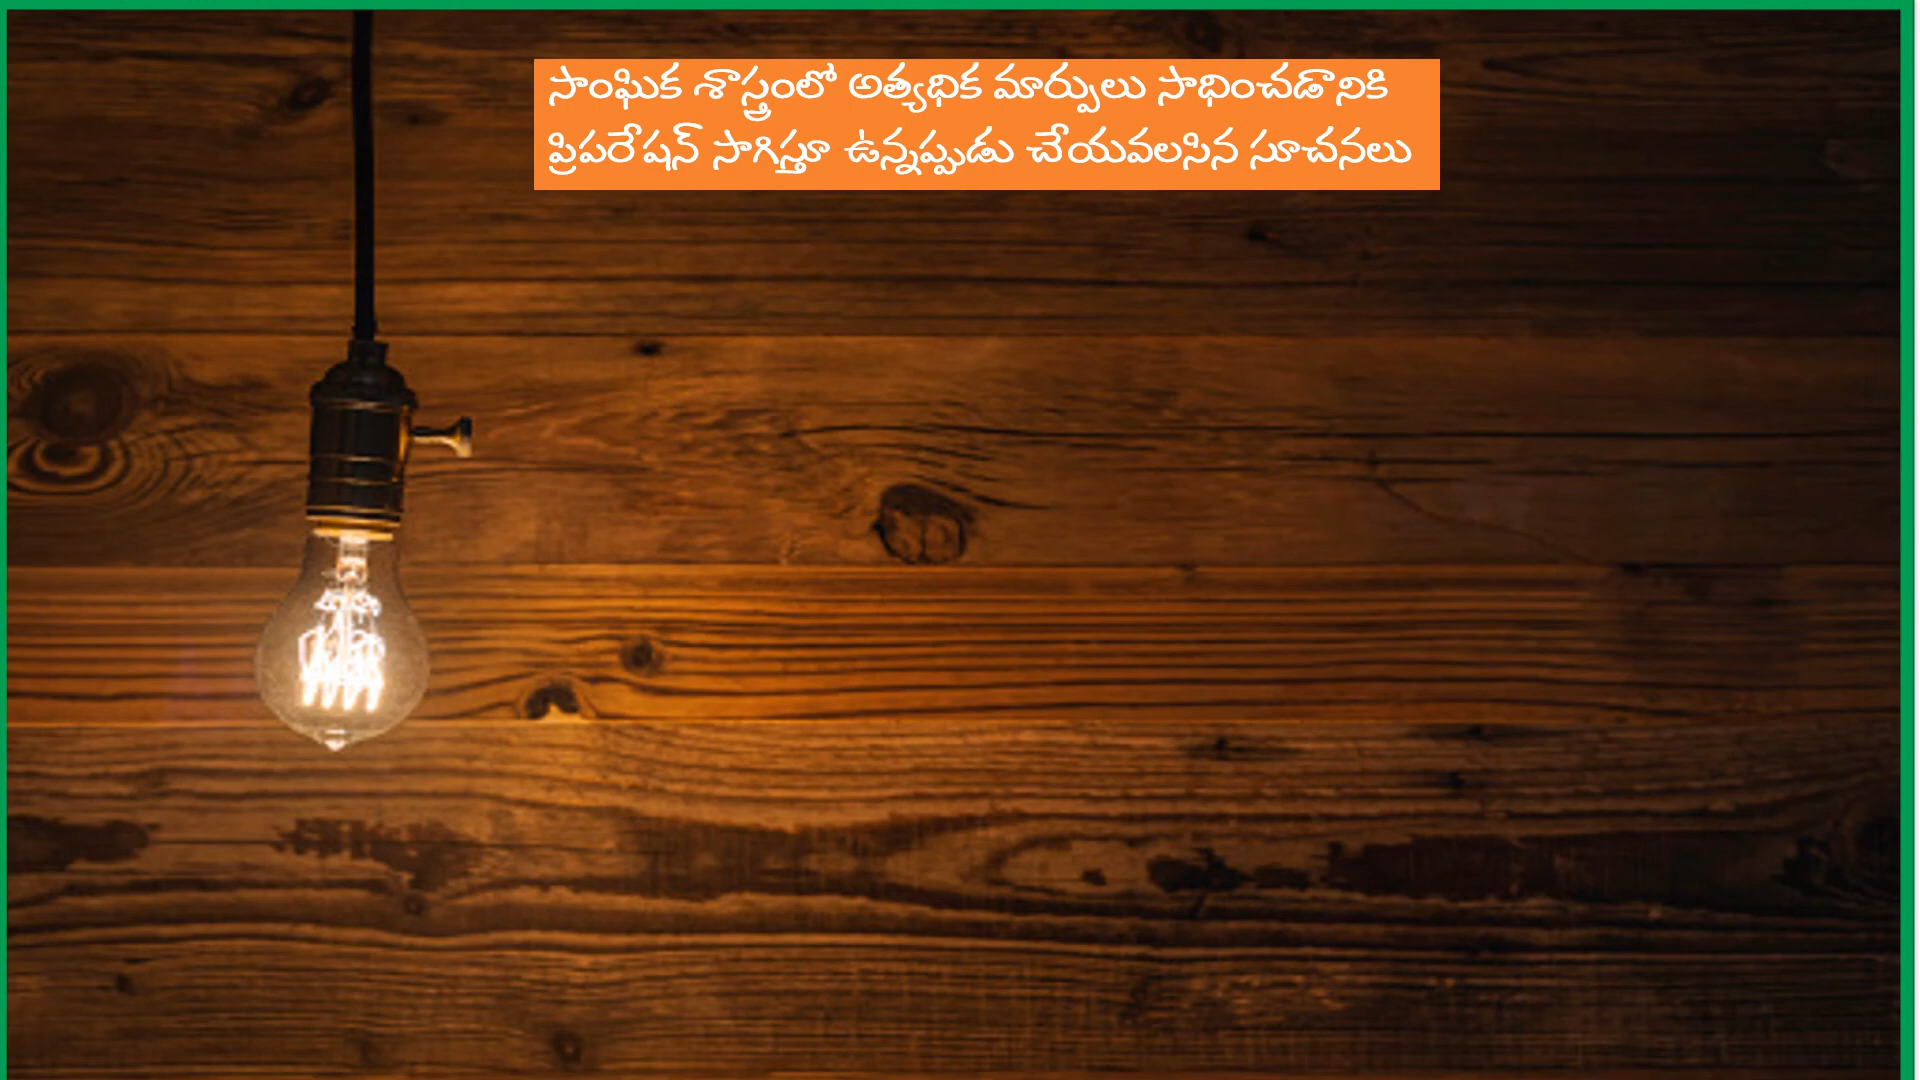 సాంఘిక శాస్త్రంలో అత్యధిక మార్పులు సాధించడానికి
ప్రిపరేషన్ సాగిస్తూ ఉన్నప్పుడు చేయవలసిన సూచనలు